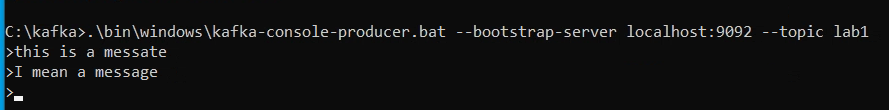 C:\kafka>.\bin\windows\kafka-console-producer.bat --bootstrap-server localhost:9092 --topic lab1
>this is a messate
>I mean a message
>